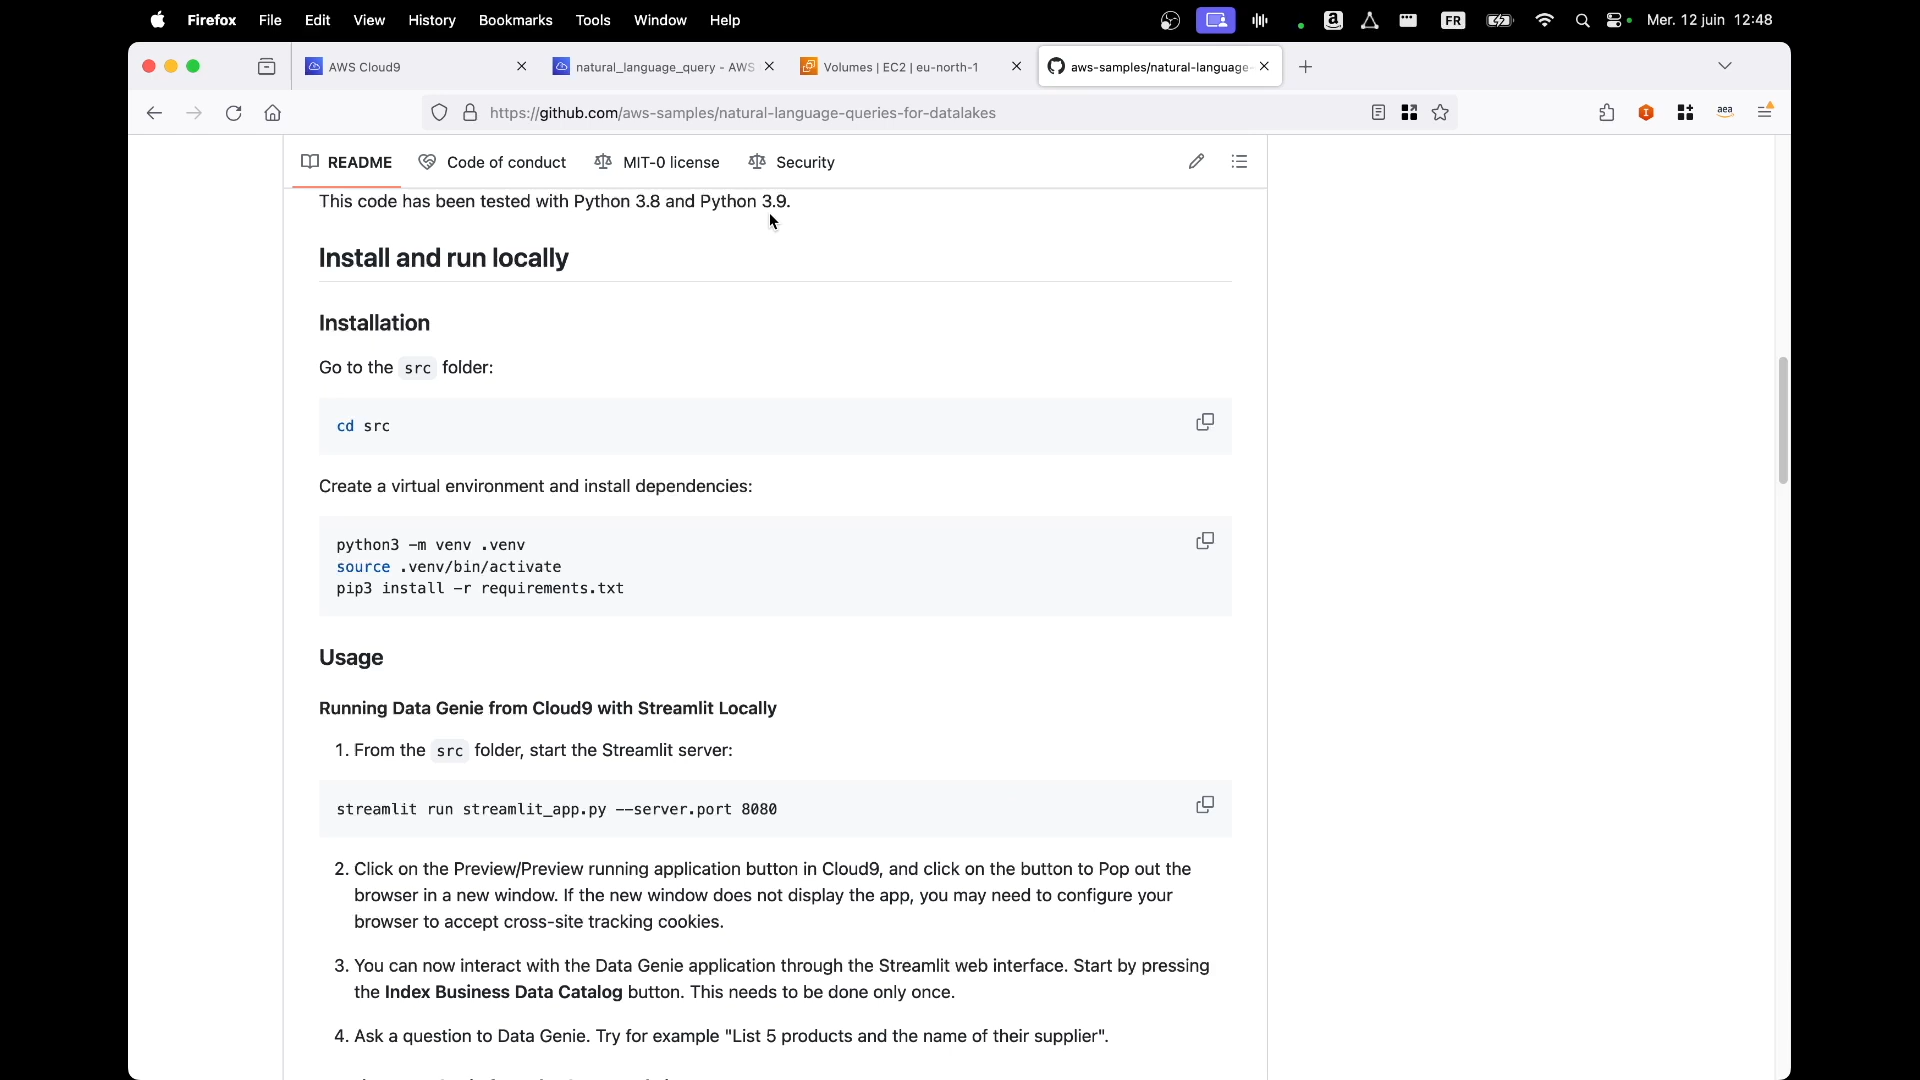 Firefox File Edit View History Bookmarks Tools Window Help
FR
Mer. 12 juin 12:48
AWS Cloud9
natural_language_query - AWS
Volumes | EC2 | eu-north-1
aws-samples/natural-language-
https://github.com/aws-samples/natural-language-queries-for-datalakes
aea
README
Code of conduct
MIT-0 license
Security
This code has been tested with Python 3.8 and Python 3.9.
Install and run locally
Installation
Go to the src folder:
cd src
Create a virtual environment and install dependencies:
python3 -m venv .venv
source .venv/bin/activate
pip3 install -r requirements.txt
Usage
Running Data Genie from Cloud9 with Streamlit Locally
1. From the src folder, start the Streamlit server:
streamlit run streamlit_app.py --server.port 8080
2. Click on the Preview/Preview running application button in Cloud9, and click on the button to Pop out the
browser in a new window. If the new window does not display the app, you may need to configure your
browser to accept cross-site tracking cookies.
3. You can now interact with the Data Genie application through the Streamlit web interface. Start by pressing
the Index Business Data Catalog button. This needs to be done only once.
4. Ask a question to Data Genie. Try for example "List 5 products and the name of their supplier".